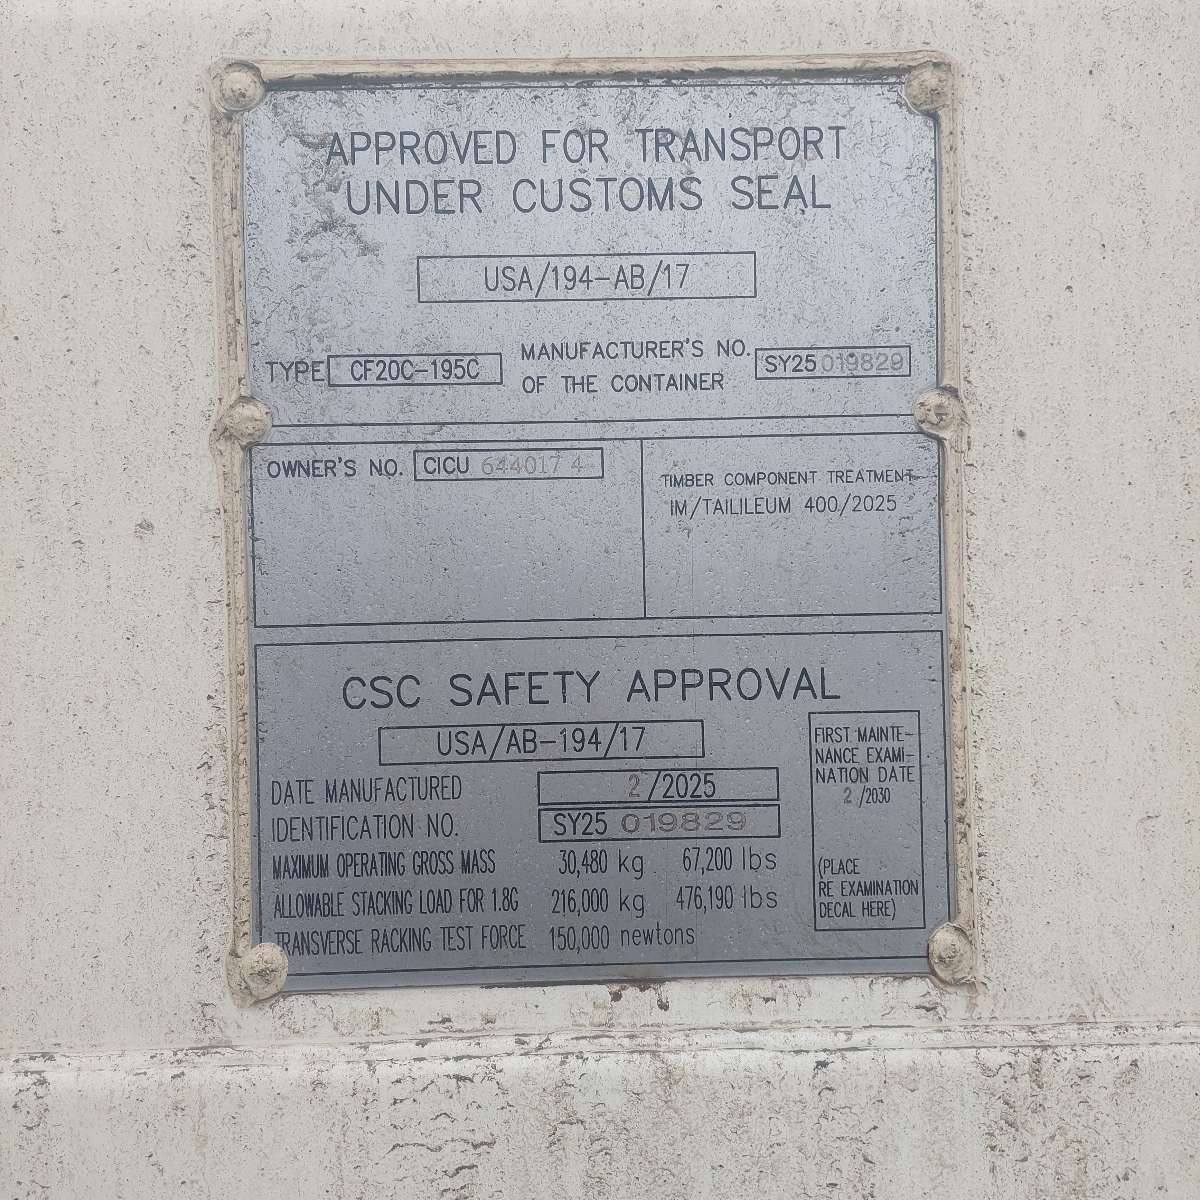 APPROVED FOR TRANSPORT
UNDER CUSTOMS SEAL
USA/194-AB/17
TYPE CF20C-195C MANUFACTURER'S NO. OF THE CONTAINER SY25 019829
OWNER'S NO. CICU 644017 4
TIMBER COMPONENT TREATMENT
IM/TAILILEUM 400/2025
CSC SAFETY APPROVAL
USA/AB-194/17
DATE MANUFACTURED 2/2025
IDENTIFICATION NO. SY25 019829
MAXIMUM OPERATING GROSS MASS 30,480 kg 67,200 lbs
ALLOWABLE STACKING LOAD FOR 1.8G 216,000 kg 476,190 lbs
TRANSVERSE RACKING TEST FORCE 150,000 newtons
FIRST MAINTE-
NANCE EXAMI-
NATION DATE
2/2030
(PLACE
RE EXAMINATION
DECAL HERE)